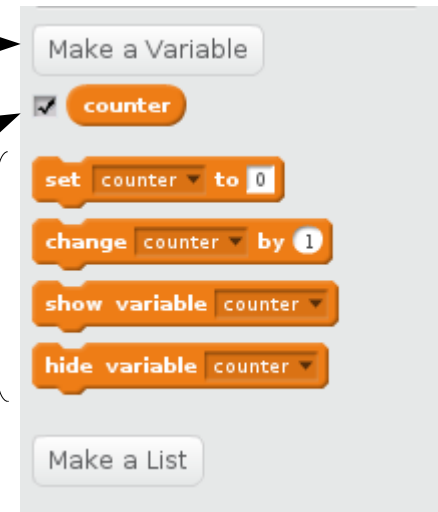 Make a Variable
counter
set counter to 0
change counter by 1
show variable counter
hide variable counter
Make a List